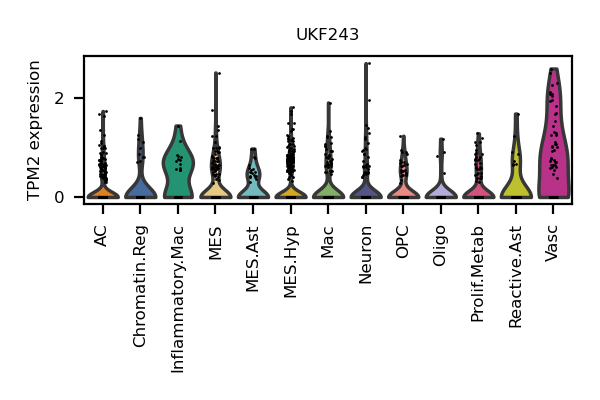 UKF243
TPM2 expression
2
0
AC
Chromatin.Reg
Inflammatory.Mac
MES
MES.Ast
MES.Hyp
Mac
Neuron
OPC
Oligo
Prolif.Metab
Reactive.Ast
Vasc